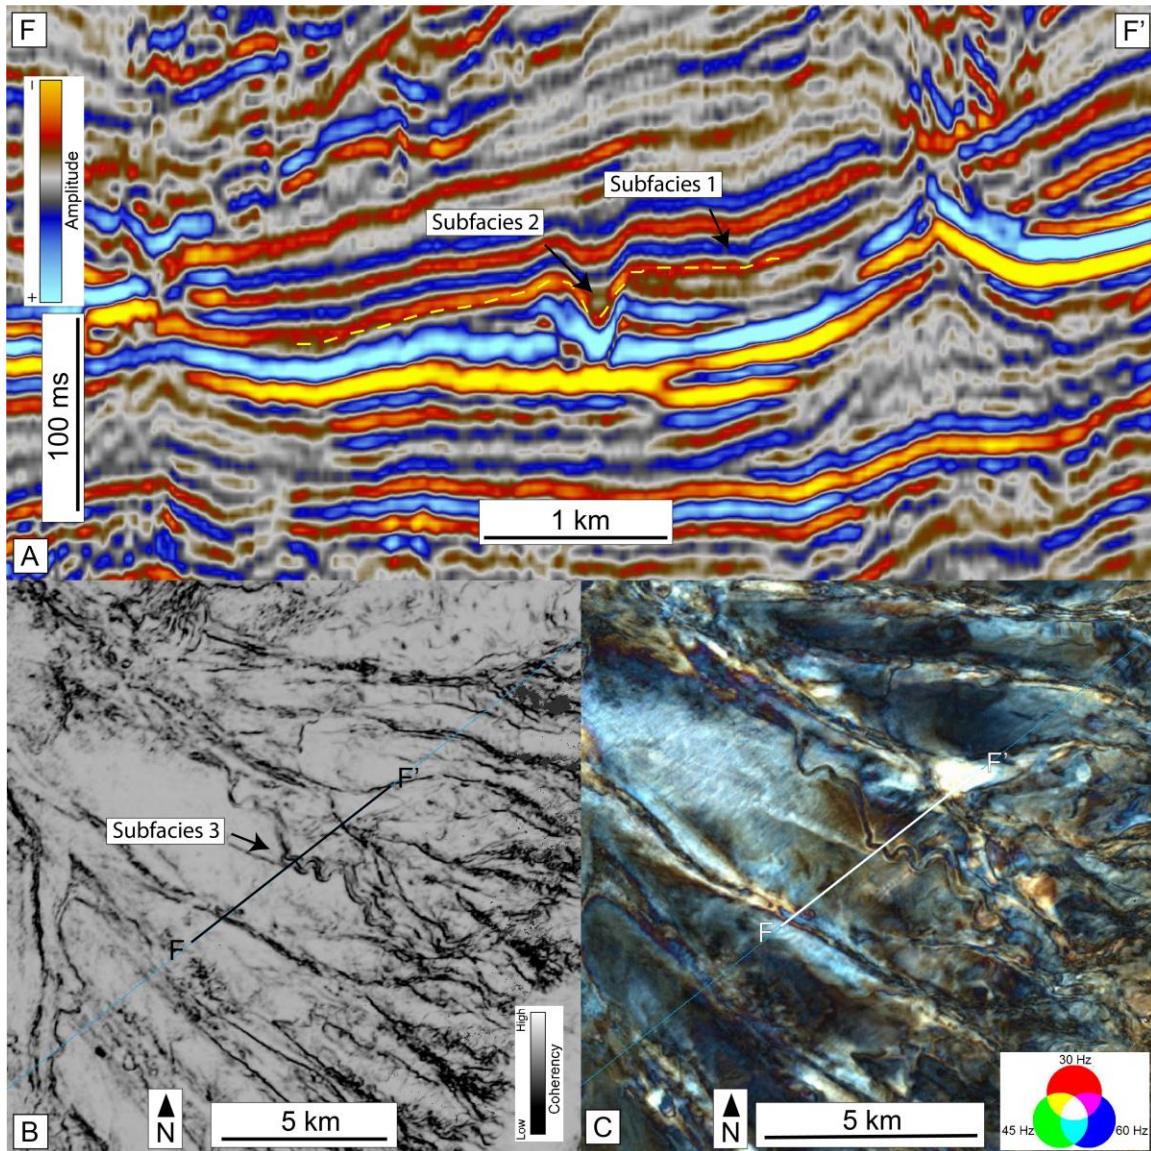 F
F'
–
Amplitude
+
Subfacies 1
Subfacies 2
100 ms
1 km
A
F'
Subfacies 3
F
High
Coherency
Low
N
5 km
B
F'
F
30 Hz
45 Hz
60 Hz
N
5 km
C